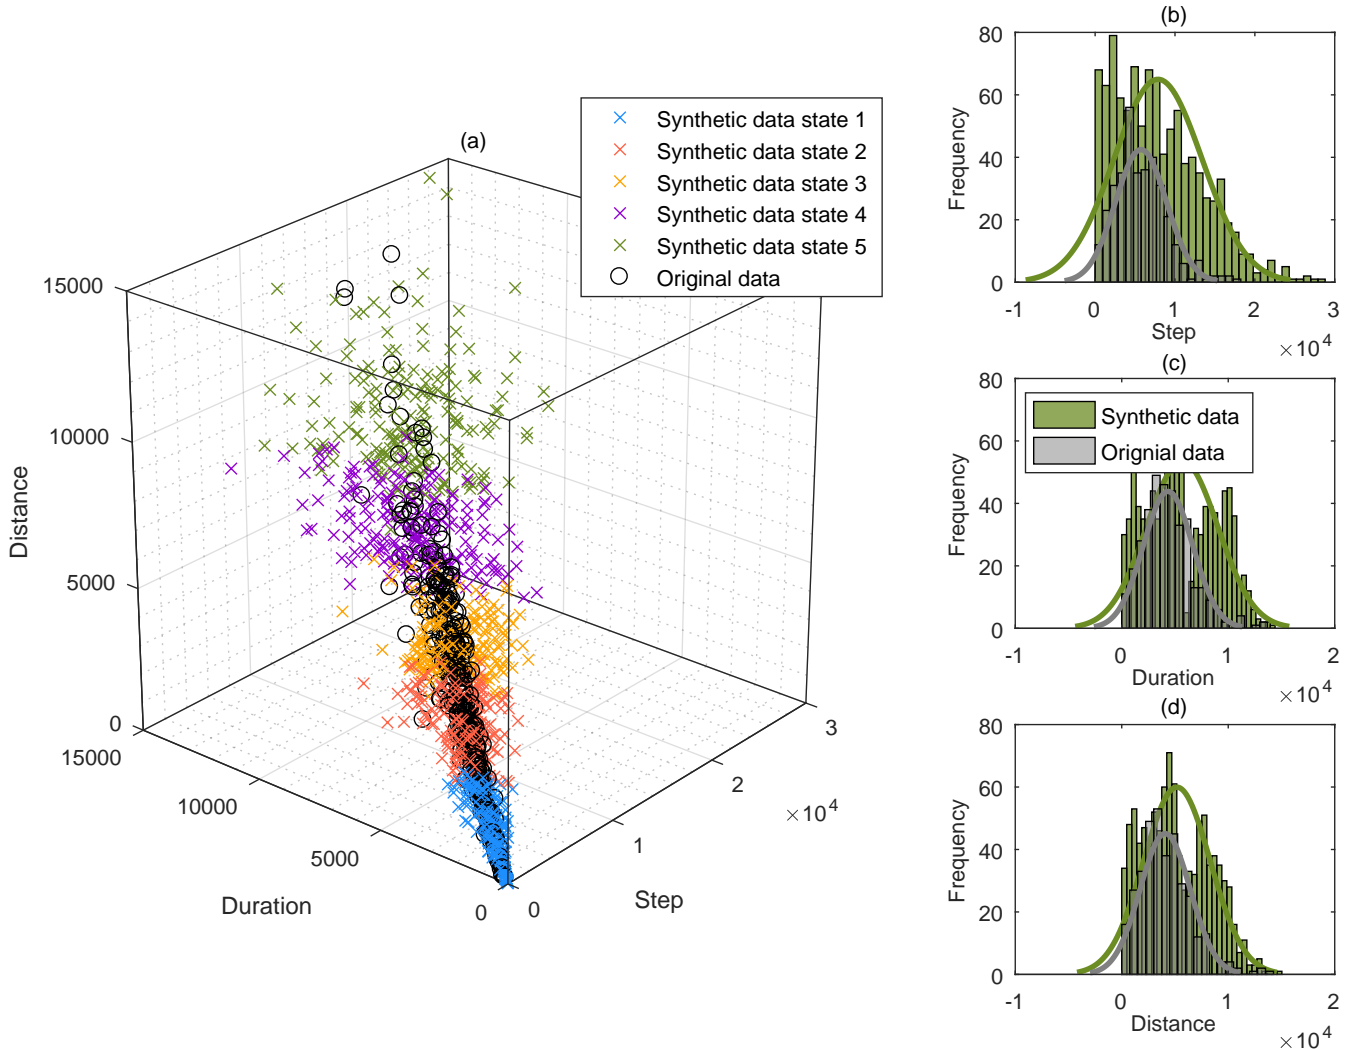 (a)
Synthetic data state 1
Synthetic data state 2
Synthetic data state 3
Synthetic data state 4
Synthetic data state 5
Original data
15000
10000
5000
0
Distance
15000
10000
5000
0
Duration
0
1
2
3
×10^4
Step
(b)
80
60
40
20
0
Frequency
-1
0
1
2
3
Step
×10^4
(c)
80
60
40
20
0
Frequency
Synthetic data
Orignial data
-1
0
1
2
Duration
×10^4
(d)
80
60
40
20
0
Frequency
-1
0
1
2
Distance
×10^4